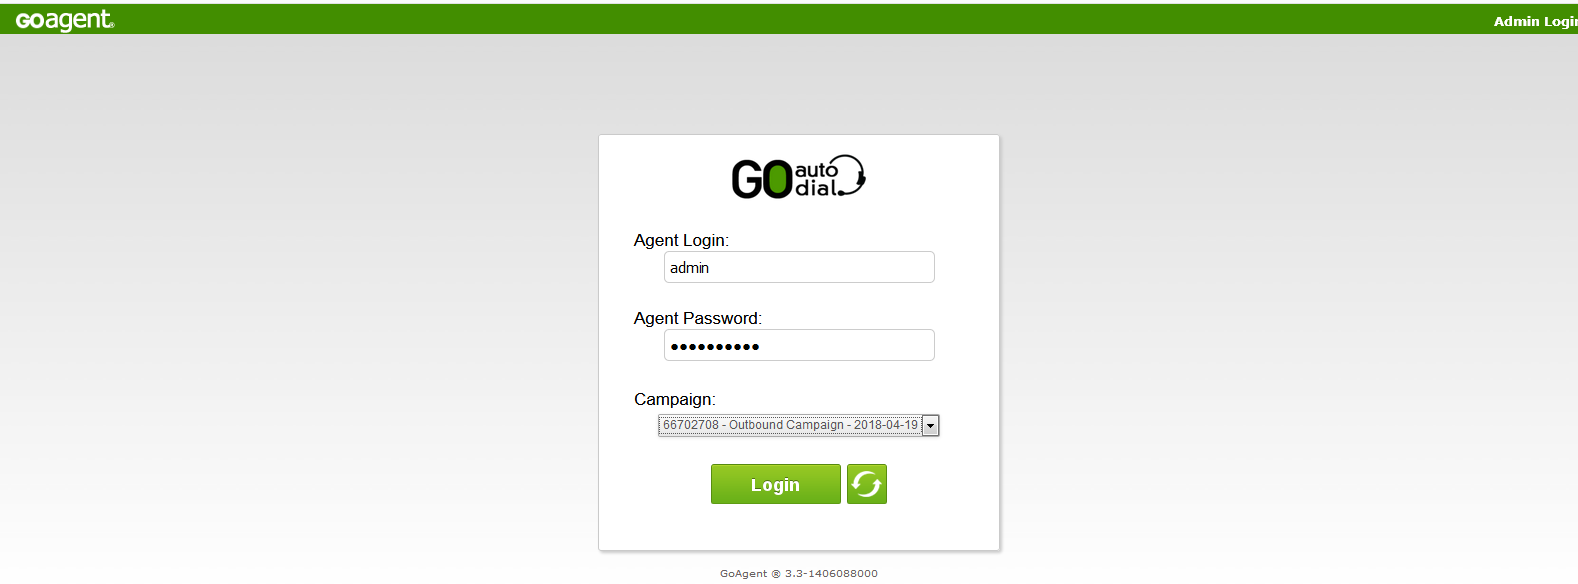 GOagent®
Admin Login
GO auto dial
Agent Login:
admin
Agent Password:
••••••••••
Campaign:
66702708 - Outbound Campaign - 2018-04-19
Login
GoAgent ® 3.3-1406088000